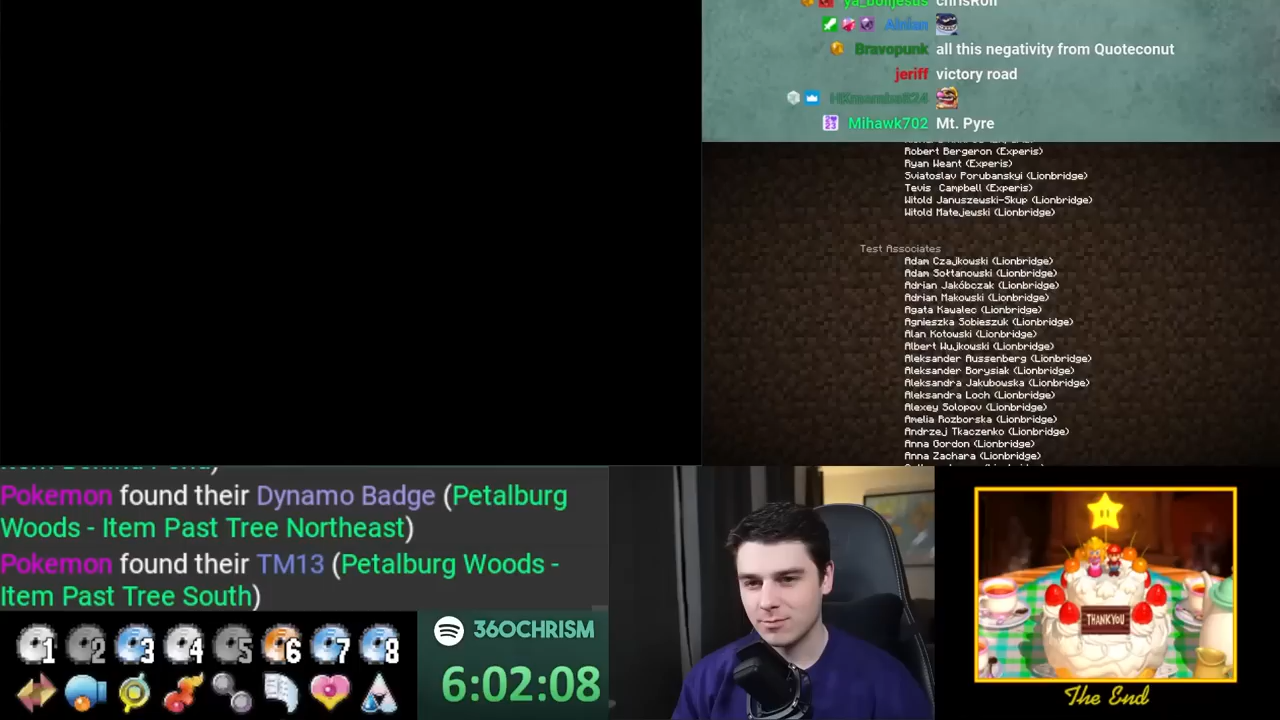 ya_boiijesus chrisRoll
Bravopunk all this negativity from Quoteconut
jeriff victory road
Mihawk702 Mt. Pyre
Robert Bergeron (Experis)
Ryan Weant (Experis)
Sviatoslav Porubanskyi (Lionbridge)
Tevis Campbell (Experis)
Witold Januszewski-Skup (Lionbridge)
Witold Matejewski (Lionbridge)
Test Associates
Adam Czajkowski (Lionbridge)
Adam Sołtanowski (Lionbridge)
Adrian Jakóbczak (Lionbridge)
Adrian Makowski (Lionbridge)
Agata Kawalec (Lionbridge)
Agnieszka Sobieszuk (Lionbridge)
Alan Kotowski (Lionbridge)
Albert Wujkowski (Lionbridge)
Aleksander Aussenberg (Lionbridge)
Aleksander Borysiak (Lionbridge)
Aleksandra Jakubowska (Lionbridge)
Aleksandra Loch (Lionbridge)
Alexey Solopov (Lionbridge)
Amelia Rozborska (Lionbridge)
Andrzej Tkaczenko (Lionbridge)
Anna Gordon (Lionbridge)
Anna Zachara (Lionbridge)
Pokemon found their Dynamo Badge (Petalburg
Woods - Item Past Tree Northeast)
Pokemon found their TM13 (Petalburg Woods -
Item Past Tree South)
1 2 3 4 5 6 7 8
360CHRISM
6:02:08
THANK YOU
The End